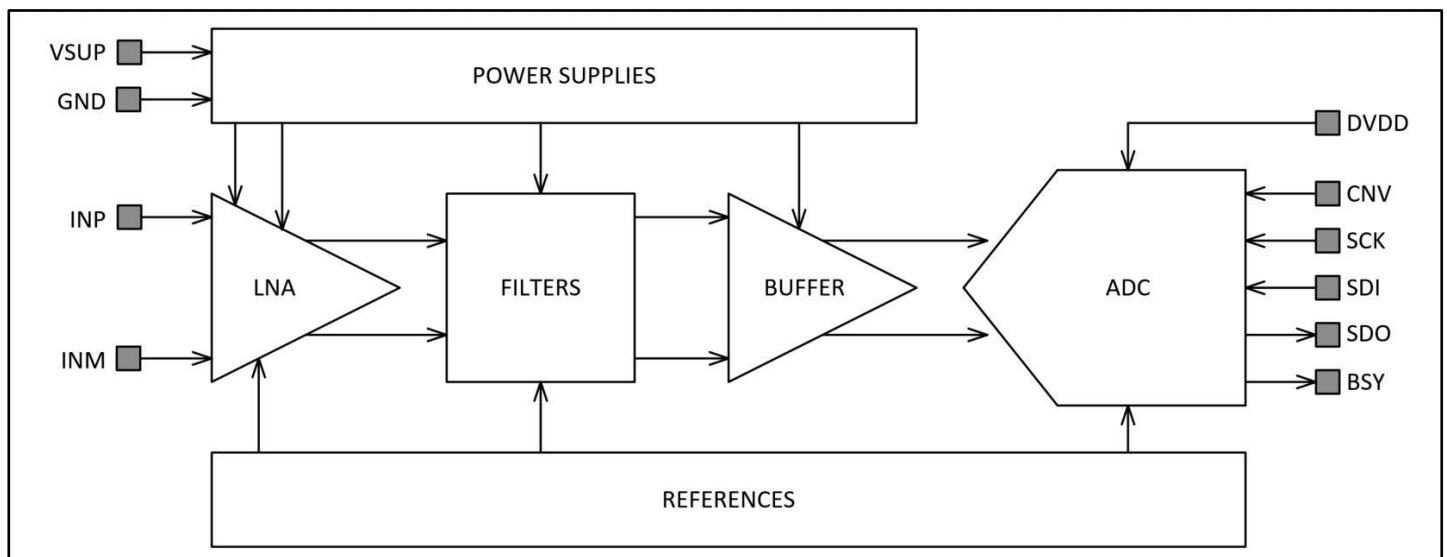 VSUP
POWER SUPPLIES
GND
DVDD
INP
CNV
SCK
LNA
FILTERS
BUFFER
ADC
SDI
SDO
INM
BSY
REFERENCES